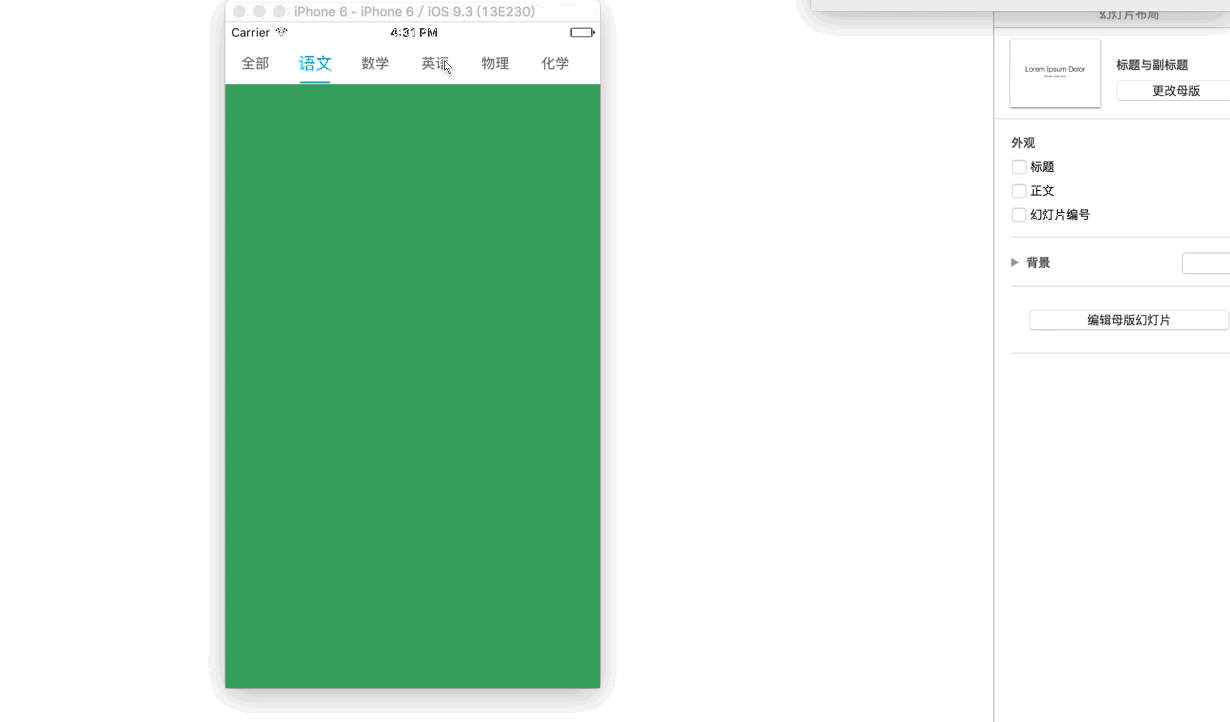 iPhone 6 - iPhone 6 / iOS 9.3 (13E230)
Carrier 4:31 PM
全部 语文 数学 英语 物理 化学
幻灯片布局
Lorem Ipsum Dolor
标题与副标题
更改母版
外观
标题
正文
幻灯片编号
背景
编辑母版幻灯片